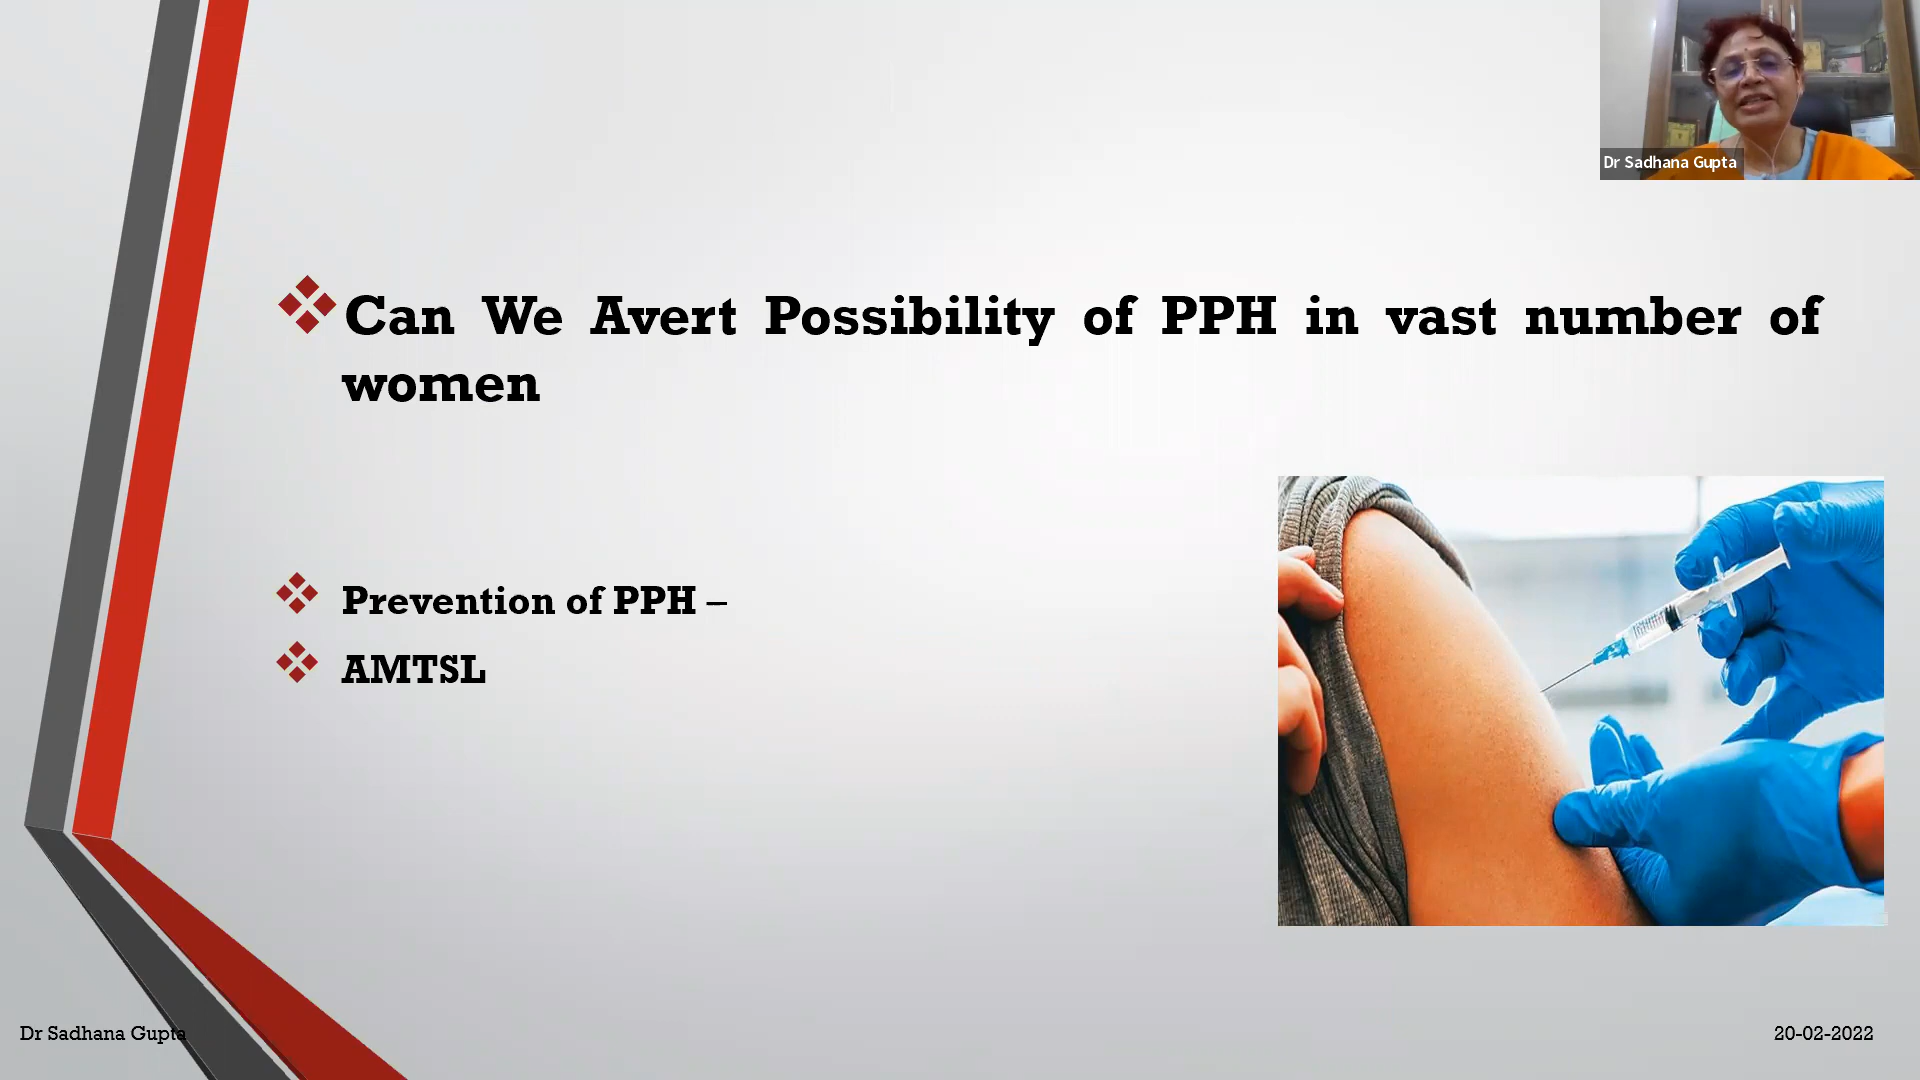 Dr Sadhana Gupta
Can We Avert Possibility of PPH in vast number of
women
Prevention of PPH –
AMTSL
Dr Sadhana Gupta
20-02-2022